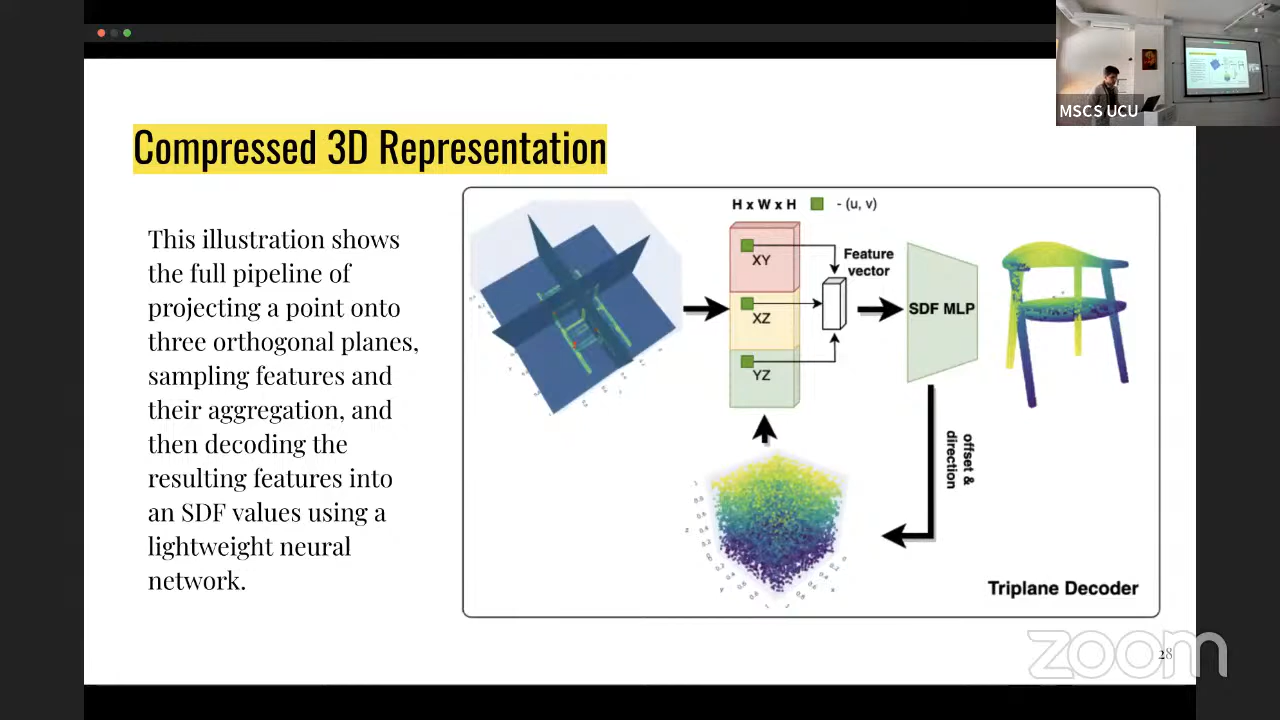 MSCS UCU
Compressed 3D Representation
This illustration shows
the full pipeline of
projecting a point onto
three orthogonal planes,
sampling features and
their aggregation, and
then decoding the
resulting features into
an SDF values using a
lightweight neural
network.
H x W x H - (u, v)
XY
XZ
YZ
Feature
vector
SDF MLP
offset &
direction
Triplane Decoder
28
zoom